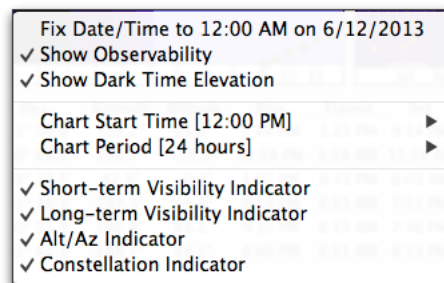 Fix Date/Time to 12:00 AM on 6/12/2013
✓ Show Observability
✓ Show Dark Time Elevation
Chart Start Time [12:00 PM] ▶
Chart Period [24 hours] ▶
✓ Short-term Visibility Indicator
✓ Long-term Visibility Indicator
✓ Alt/Az Indicator
✓ Constellation Indicator